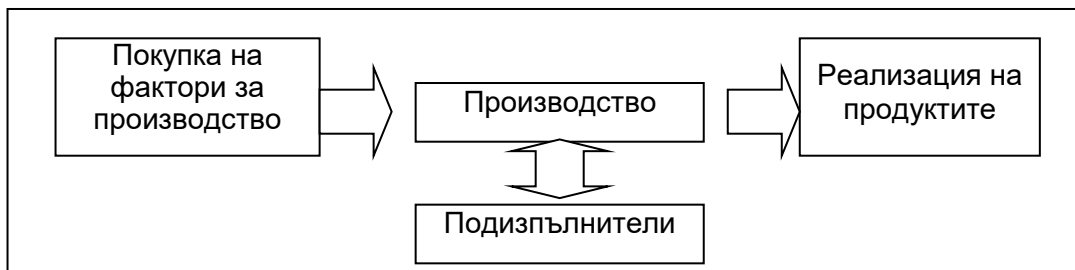 Покупка на
фактори за
производство
Производство
Реализация на
продуктите
Подизпълнители